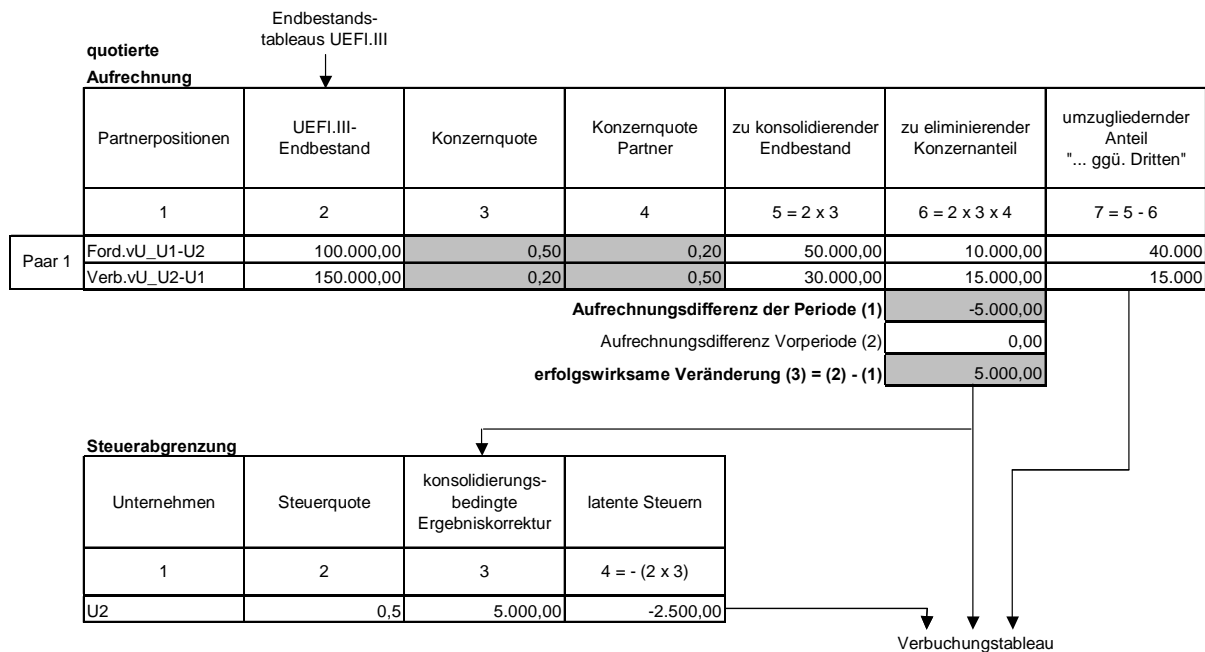 Endbestands-
tableaus UEFI.III
quotierte
Aufrechnung
Partnerpositionen
UEFI.III-
Endbestand
Konzernquote
Konzernquote
Partner
zu konsolidierender
Endbestand
zu eliminierender
Konzernanteil
umzugliedernder
Anteil
"... ggü. Dritten"
1 2 3 4 5 = 2 x 3 6 = 2 x 3 x 4 7 = 5 - 6
Paar 1
Ford.vU_U1-U2 100.000,00 0,50 0,20 50.000,00 10.000,00 40.000
Verb.vU_U2-U1 150.000,00 0,20 0,50 30.000,00 15.000,00 15.000
Aufrechnungsdifferenz der Periode (1) -5.000,00
Aufrechnungsdifferenz Vorperiode (2) 0,00
erfolgswirksame Veränderung (3) = (2) - (1) 5.000,00
Steuerabgrenzung
Unternehmen
Steuerquote
konsolidierungs-
bedingte
Ergebniskorrektur
latente Steuern
1 2 3 4 = - (2 x 3)
U2 0,5 5.000,00 -2.500,00
Verbuchungstableau